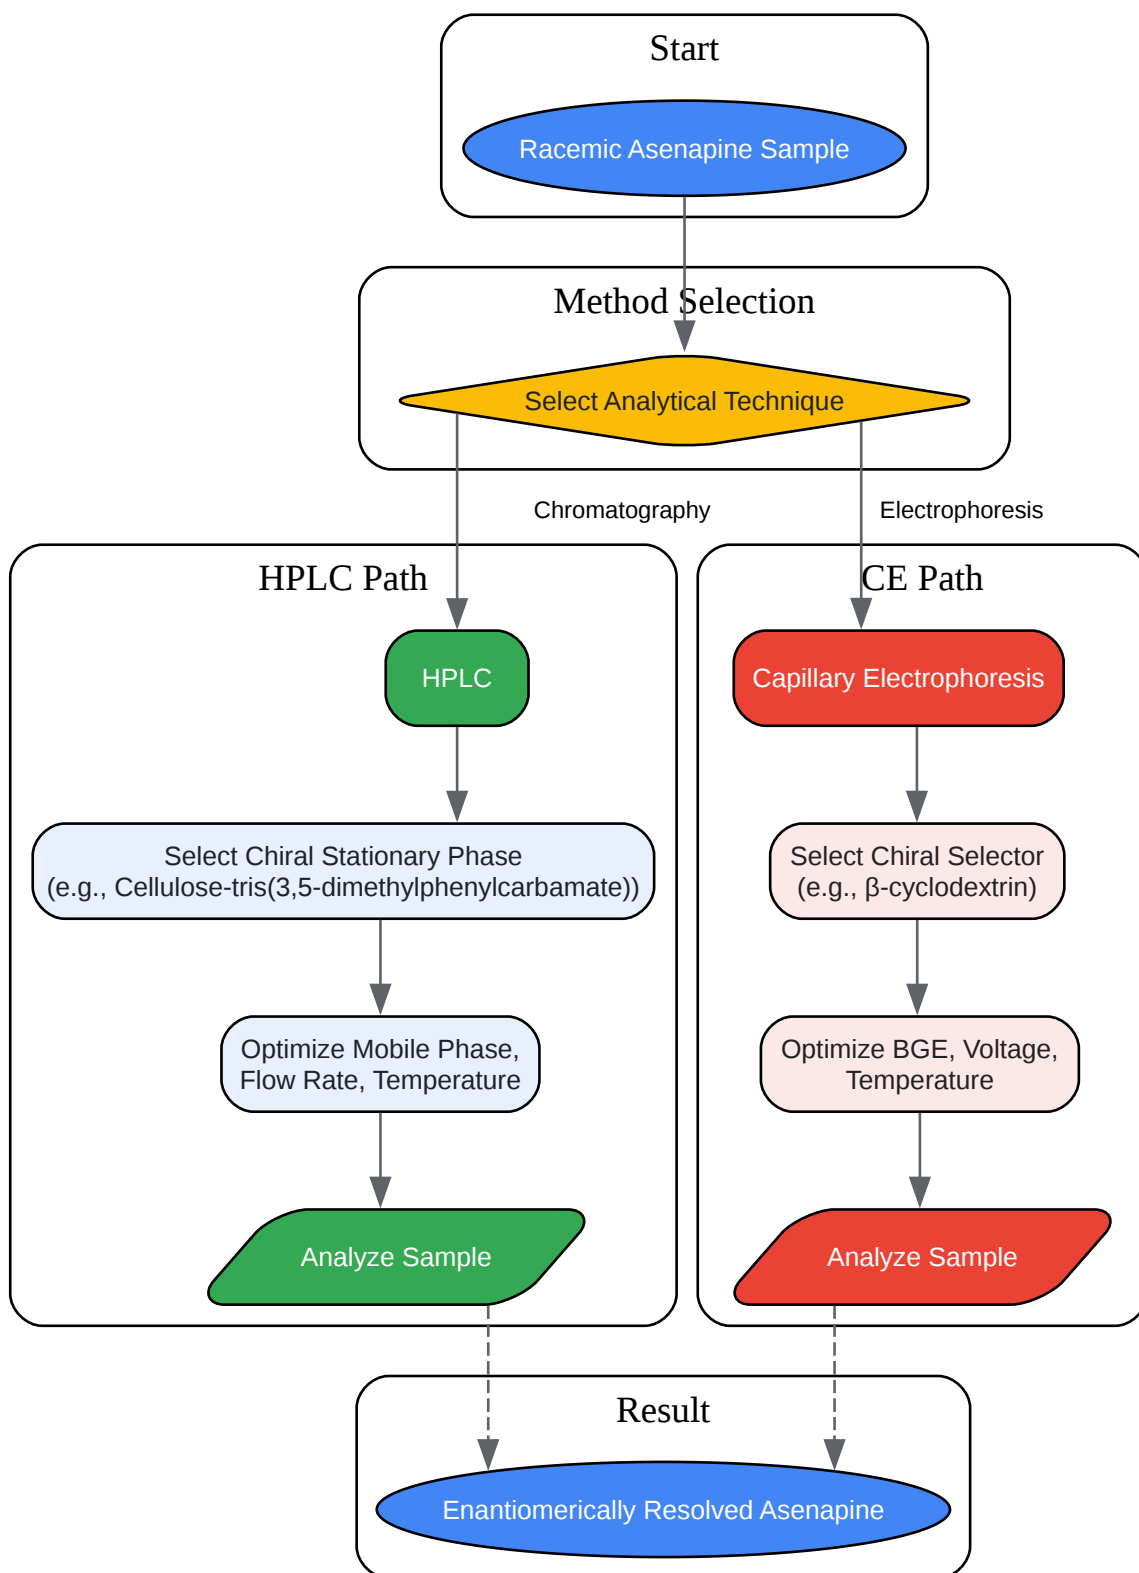 Start
Racemic Asenapine Sample
Method Selection
Select Analytical Technique
Chromatography
Electrophoresis
HPLC Path
HPLC
Select Chiral Stationary Phase
(e.g., Cellulose-tris(3,5-dimethylphenylcarbamate))
Optimize Mobile Phase,
Flow Rate, Temperature
Analyze Sample
CE Path
Capillary Electrophoresis
Select Chiral Selector
(e.g., β-cyclodextrin)
Optimize BGE, Voltage,
Temperature
Analyze Sample
Result
Enantiomerically Resolved Asenapine